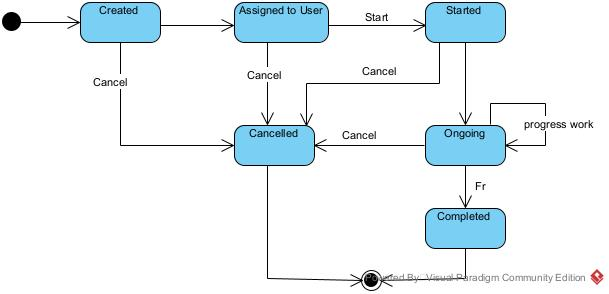 Created
Assigned to User
Start
Started
Cancel
Cancel
Cancel
Cancelled
Cancel
Ongoing
progress work
Fr
Completed
Powered By: Visual Paradigm Community Edition